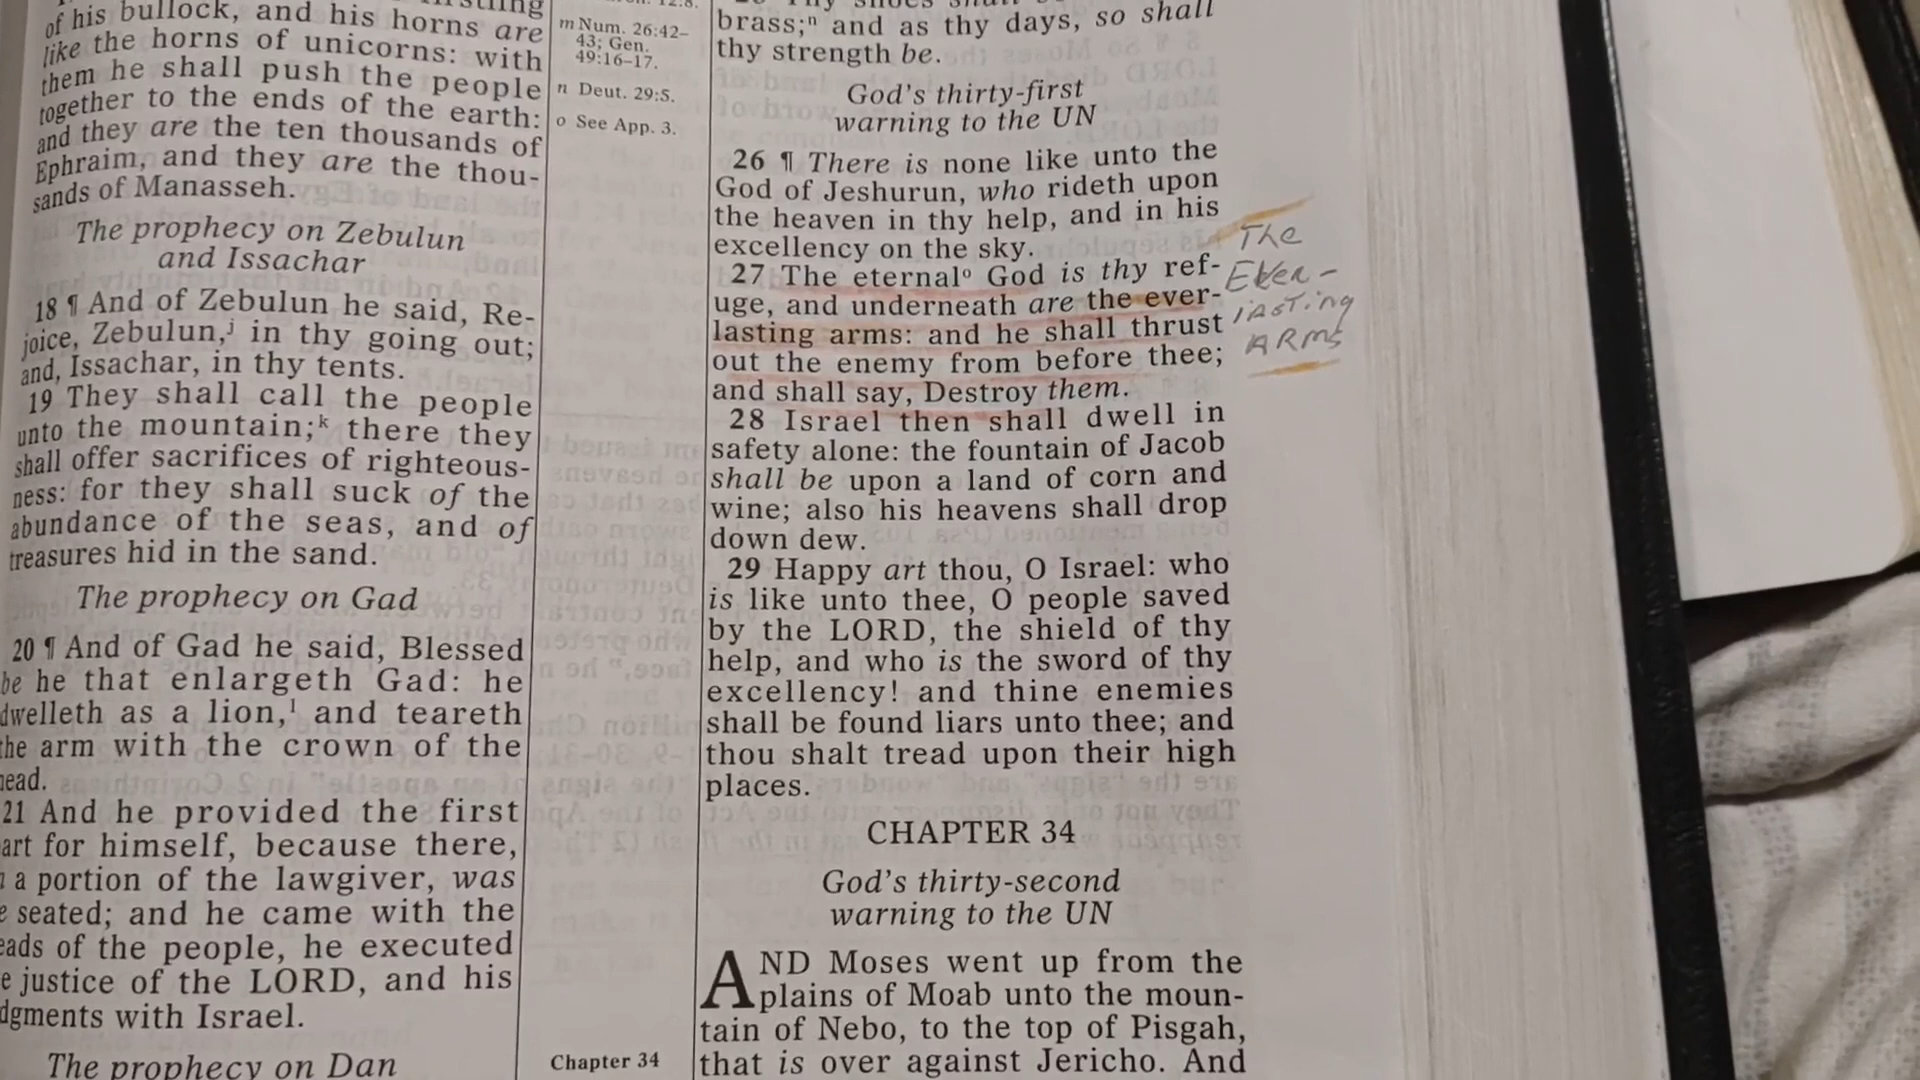 of his bullock, and his horns are
like the horns of unicorns: with
them he shall push the people
together to the ends of the earth:
and they are the ten thousands of
Ephraim, and they are the thou-
sands of Manasseh.
The prophecy on Zebulun
and Issachar
18 ¶ And of Zebulun he said, Re-
joice, Zebulun,ʲ in thy going out;
and, Issachar, in thy tents.
19 They shall call the people
unto the mountain;ᵏ there they
shall offer sacrifices of righteous-
ness: for they shall suck of the
abundance of the seas, and of
treasures hid in the sand.
The prophecy on Gad
20 ¶ And of Gad he said, Blessed
be he that enlargeth Gad: he
dwelleth as a lion,ˡ and teareth
the arm with the crown of the
head.
21 And he provided the first
art for himself, because there,
a portion of the lawgiver, was
seated; and he came with the
eads of the people, he executed
e justice of the LORD, and his
dgments with Israel.
The prophecy on Dan
m Num. 26:42–
43; Gen.
49:16–17.
n Deut. 29:5.
o See App. 3.
Chapter 34
brass;ⁿ and as thy days, so shall
thy strength be.
God's thirty-first
warning to the UN
26 ¶ There is none like unto the
God of Jeshurun, who rideth upon
the heaven in thy help, and in his
excellency on the sky.
27 The eternalᵒ God is thy ref-
uge, and underneath are the ever-
lasting arms: and he shall thrust
out the enemy from before thee;
and shall say, Destroy them.
28 Israel then shall dwell in
safety alone: the fountain of Jacob
shall be upon a land of corn and
wine; also his heavens shall drop
down dew.
29 Happy art thou, O Israel: who
is like unto thee, O people saved
by the LORD, the shield of thy
help, and who is the sword of thy
excellency! and thine enemies
shall be found liars unto thee; and
thou shalt tread upon their high
places.
CHAPTER 34
God's thirty-second
warning to the UN
AND Moses went up from the
plains of Moab unto the moun-
tain of Nebo, to the top of Pisgah,
that is over against Jericho. And
The
Ever-
lasting
ARMS